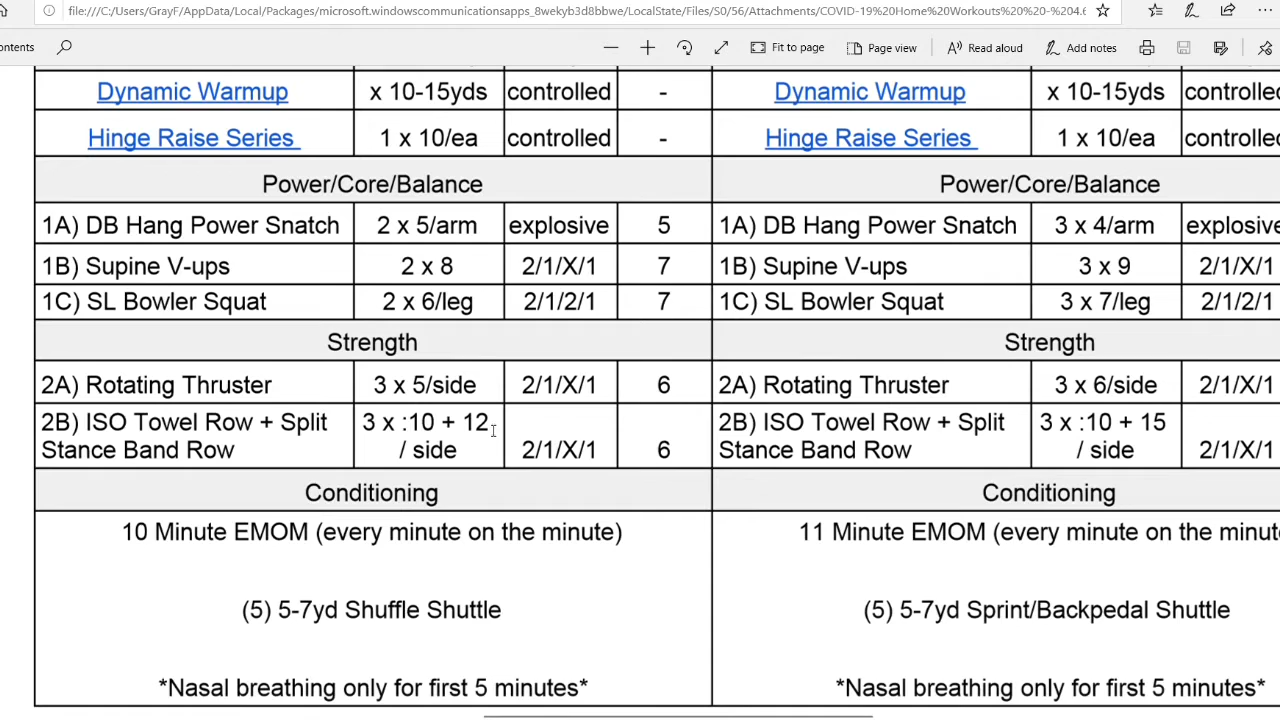 file:///C:/Users/GrayF/AppData/Local/Packages/microsoft.windowscommunicationsapps_8wekyb3d8bbwe/LocalState/Files/S0/56/Attachments/COVID-19%20Home%20Workouts%20%20-%204.6
ontents
Fit to page
Page view
Read aloud
Add notes
Dynamic Warmup x 10-15yds controlled - Dynamic Warmup x 10-15yds controlle
Hinge Raise Series 1 x 10/ea controlled - Hinge Raise Series 1 x 10/ea controlle
Power/Core/Balance Power/Core/Balance
1A) DB Hang Power Snatch 2 x 5/arm explosive 5 1A) DB Hang Power Snatch 3 x 4/arm explosive
1B) Supine V-ups 2 x 8 2/1/X/1 7 1B) Supine V-ups 3 x 9 2/1/X/1
1C) SL Bowler Squat 2 x 6/leg 2/1/2/1 7 1C) SL Bowler Squat 3 x 7/leg 2/1/2/1
Strength Strength
2A) Rotating Thruster 3 x 5/side 2/1/X/1 6 2A) Rotating Thruster 3 x 6/side 2/1/X/1
2B) ISO Towel Row + Split 3 x :10 + 12 2B) ISO Towel Row + Split 3 x :10 + 15
Stance Band Row / side 2/1/X/1 6 Stance Band Row / side 2/1/X/1
Conditioning Conditioning
10 Minute EMOM (every minute on the minute) 11 Minute EMOM (every minute on the minut
(5) 5-7yd Shuffle Shuttle (5) 5-7yd Sprint/Backpedal Shuttle
*Nasal breathing only for first 5 minutes* *Nasal breathing only for first 5 minutes*